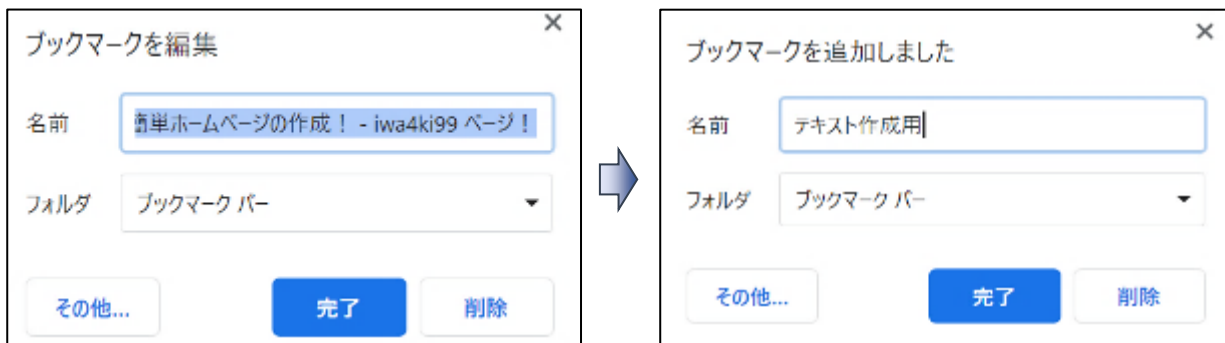 ブックマークを編集
名前 単ホームページの作成！ - iwa4ki99 ページ！
フォルダ ブックマーク バー
その他... 完了 削除
ブックマークを追加しました
名前 テキスト作成用
フォルダ ブックマーク バー
その他... 完了 削除